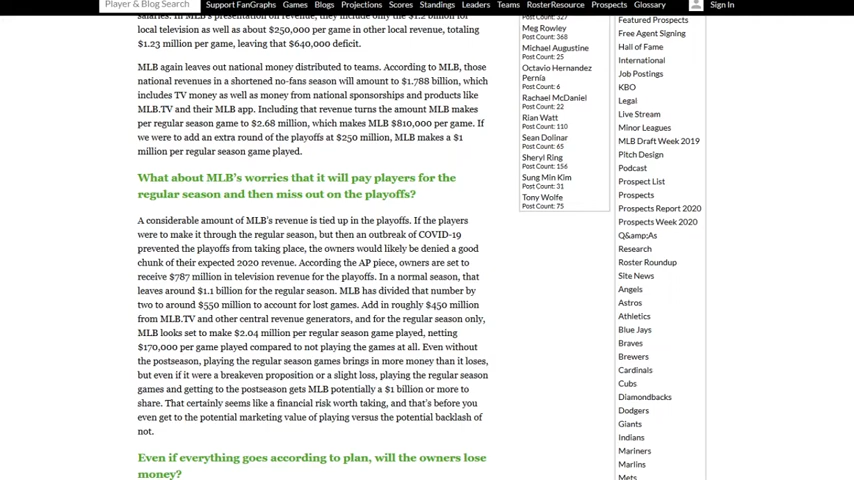 Player & Blog Search
Support FanGraphs Games Blogs Projections Scores Standings Leaders Teams RosterResource Prospects Glossary Sign In
salaries. In MLB's presentation on revenue, they include only the $1.2 billion for
local television as well as about $250,000 per game in other local revenue, totaling
$1.23 million per game, leaving that $640,000 deficit.
MLB again leaves out national money distributed to teams. According to MLB, those
national revenues in a shortened no-fans season will amount to $1.788 billion, which
includes TV money as well as money from national sponsorships and products like
MLB.TV and their MLB app. Including that revenue turns the amount MLB makes
per regular season game to $2.68 million, which makes MLB $810,000 per game. If
we were to add an extra round of the playoffs at $250 million, MLB makes a $1
million per regular season game played.
What about MLB's worries that it will pay players for the
regular season and then miss out on the playoffs?
A considerable amount of MLB's revenue is tied up in the playoffs. If the players
were to make it through the regular season, but then an outbreak of COVID-19
prevented the playoffs from taking place, the owners would likely be denied a good
chunk of their expected 2020 revenue. According the AP piece, owners are set to
receive $787 million in television revenue for the playoffs. In a normal season, that
leaves around $1.1 billion for the regular season. MLB has divided that number by
two to around $550 million to account for lost games. Add in roughly $450 million
from MLB.TV and other central revenue generators, and for the regular season only,
MLB looks set to make $2.04 million per regular season game played, netting
$170,000 per game played compared to not playing the games at all. Even without
the postseason, playing the regular season games brings in more money than it loses,
but even if it were a breakeven proposition or a slight loss, playing the regular season
games and getting to the postseason gets MLB potentially a $1 billion or more to
share. That certainly seems like a financial risk worth taking, and that's before you
even get to the potential marketing value of playing versus the potential backlash of
not.
Even if everything goes according to plan, will the owners lose
money?
Post Count: 327
Meg Rowley
Post Count: 368
Michael Augustine
Post Count: 25
Octavio Hernandez
Pernía
Post Count: 6
Rachael McDaniel
Post Count: 22
Rian Watt
Post Count: 110
Sean Dolinar
Post Count: 65
Sheryl Ring
Post Count: 156
Sung Min Kim
Post Count: 31
Tony Wolfe
Post Count: 75
Featured Prospects
Free Agent Signing
Hall of Fame
International
Job Postings
KBO
Legal
Live Stream
Minor Leagues
MLB Draft Week 2019
Pitch Design
Podcast
Prospect List
Prospects
Prospects Report 2020
Prospects Week 2020
Q&amp;As
Research
Roster Roundup
Site News
Angels
Astros
Athletics
Blue Jays
Braves
Brewers
Cardinals
Cubs
Diamondbacks
Dodgers
Giants
Indians
Mariners
Marlins
Mets